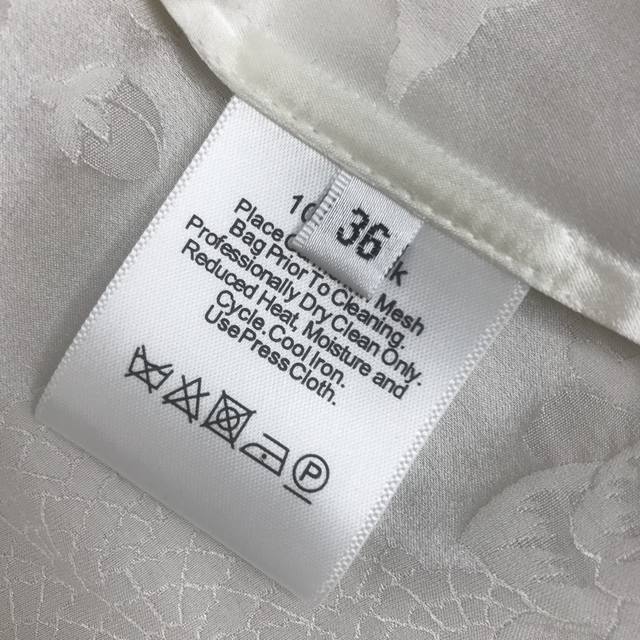 36
Place
Mesh
Bag Prior To Cleaning.
Professionally Dry Clean Only.
Reduced Heat, Moisture and
Cycle. Cool Iron.
Use Press Cloth.
P